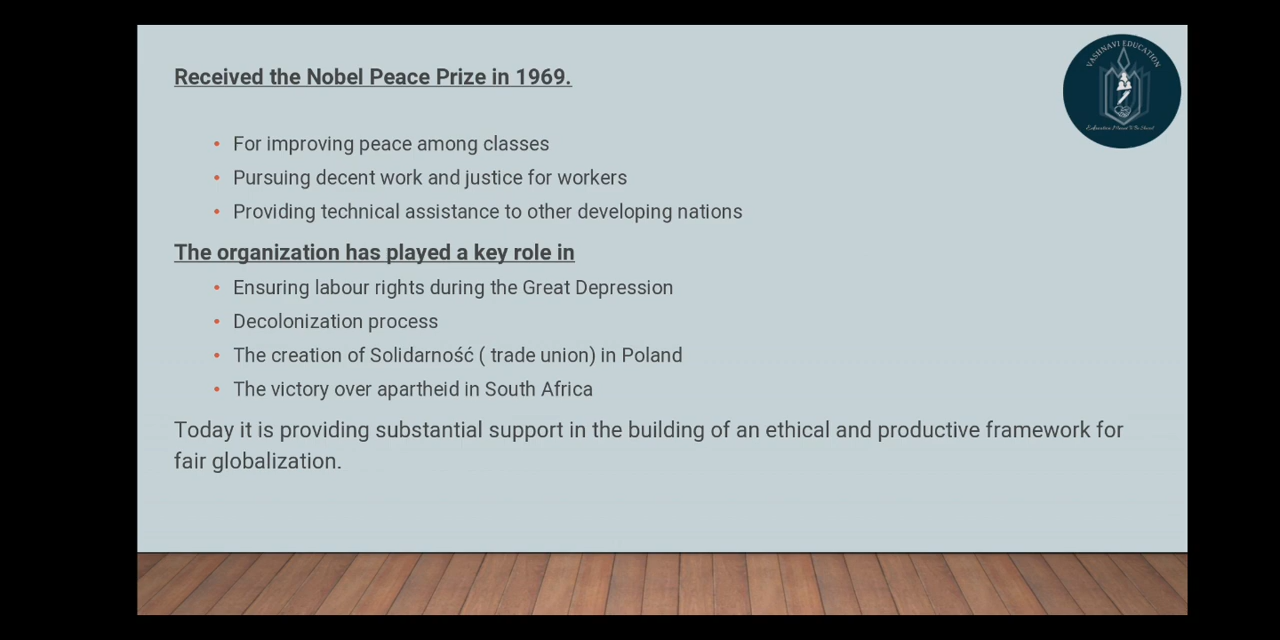 VASHNAVI EDUCATION
Received the Nobel Peace Prize in 1969.
• For improving peace among classes
• Pursuing decent work and justice for workers
• Providing technical assistance to other developing nations
The organization has played a key role in
• Ensuring labour rights during the Great Depression
• Decolonization process
• The creation of Solidarność ( trade union) in Poland
• The victory over apartheid in South Africa
Today it is providing substantial support in the building of an ethical and productive framework for
fair globalization.